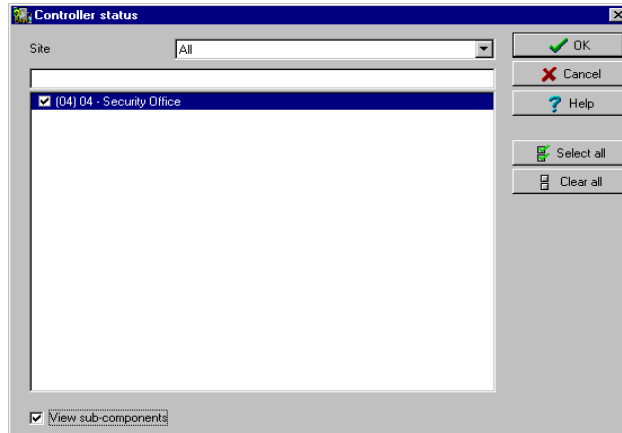 Controller status
Site
All
OK
Cancel
(04) 04 - Security Office
Help
Select all
Clear all
View sub-components